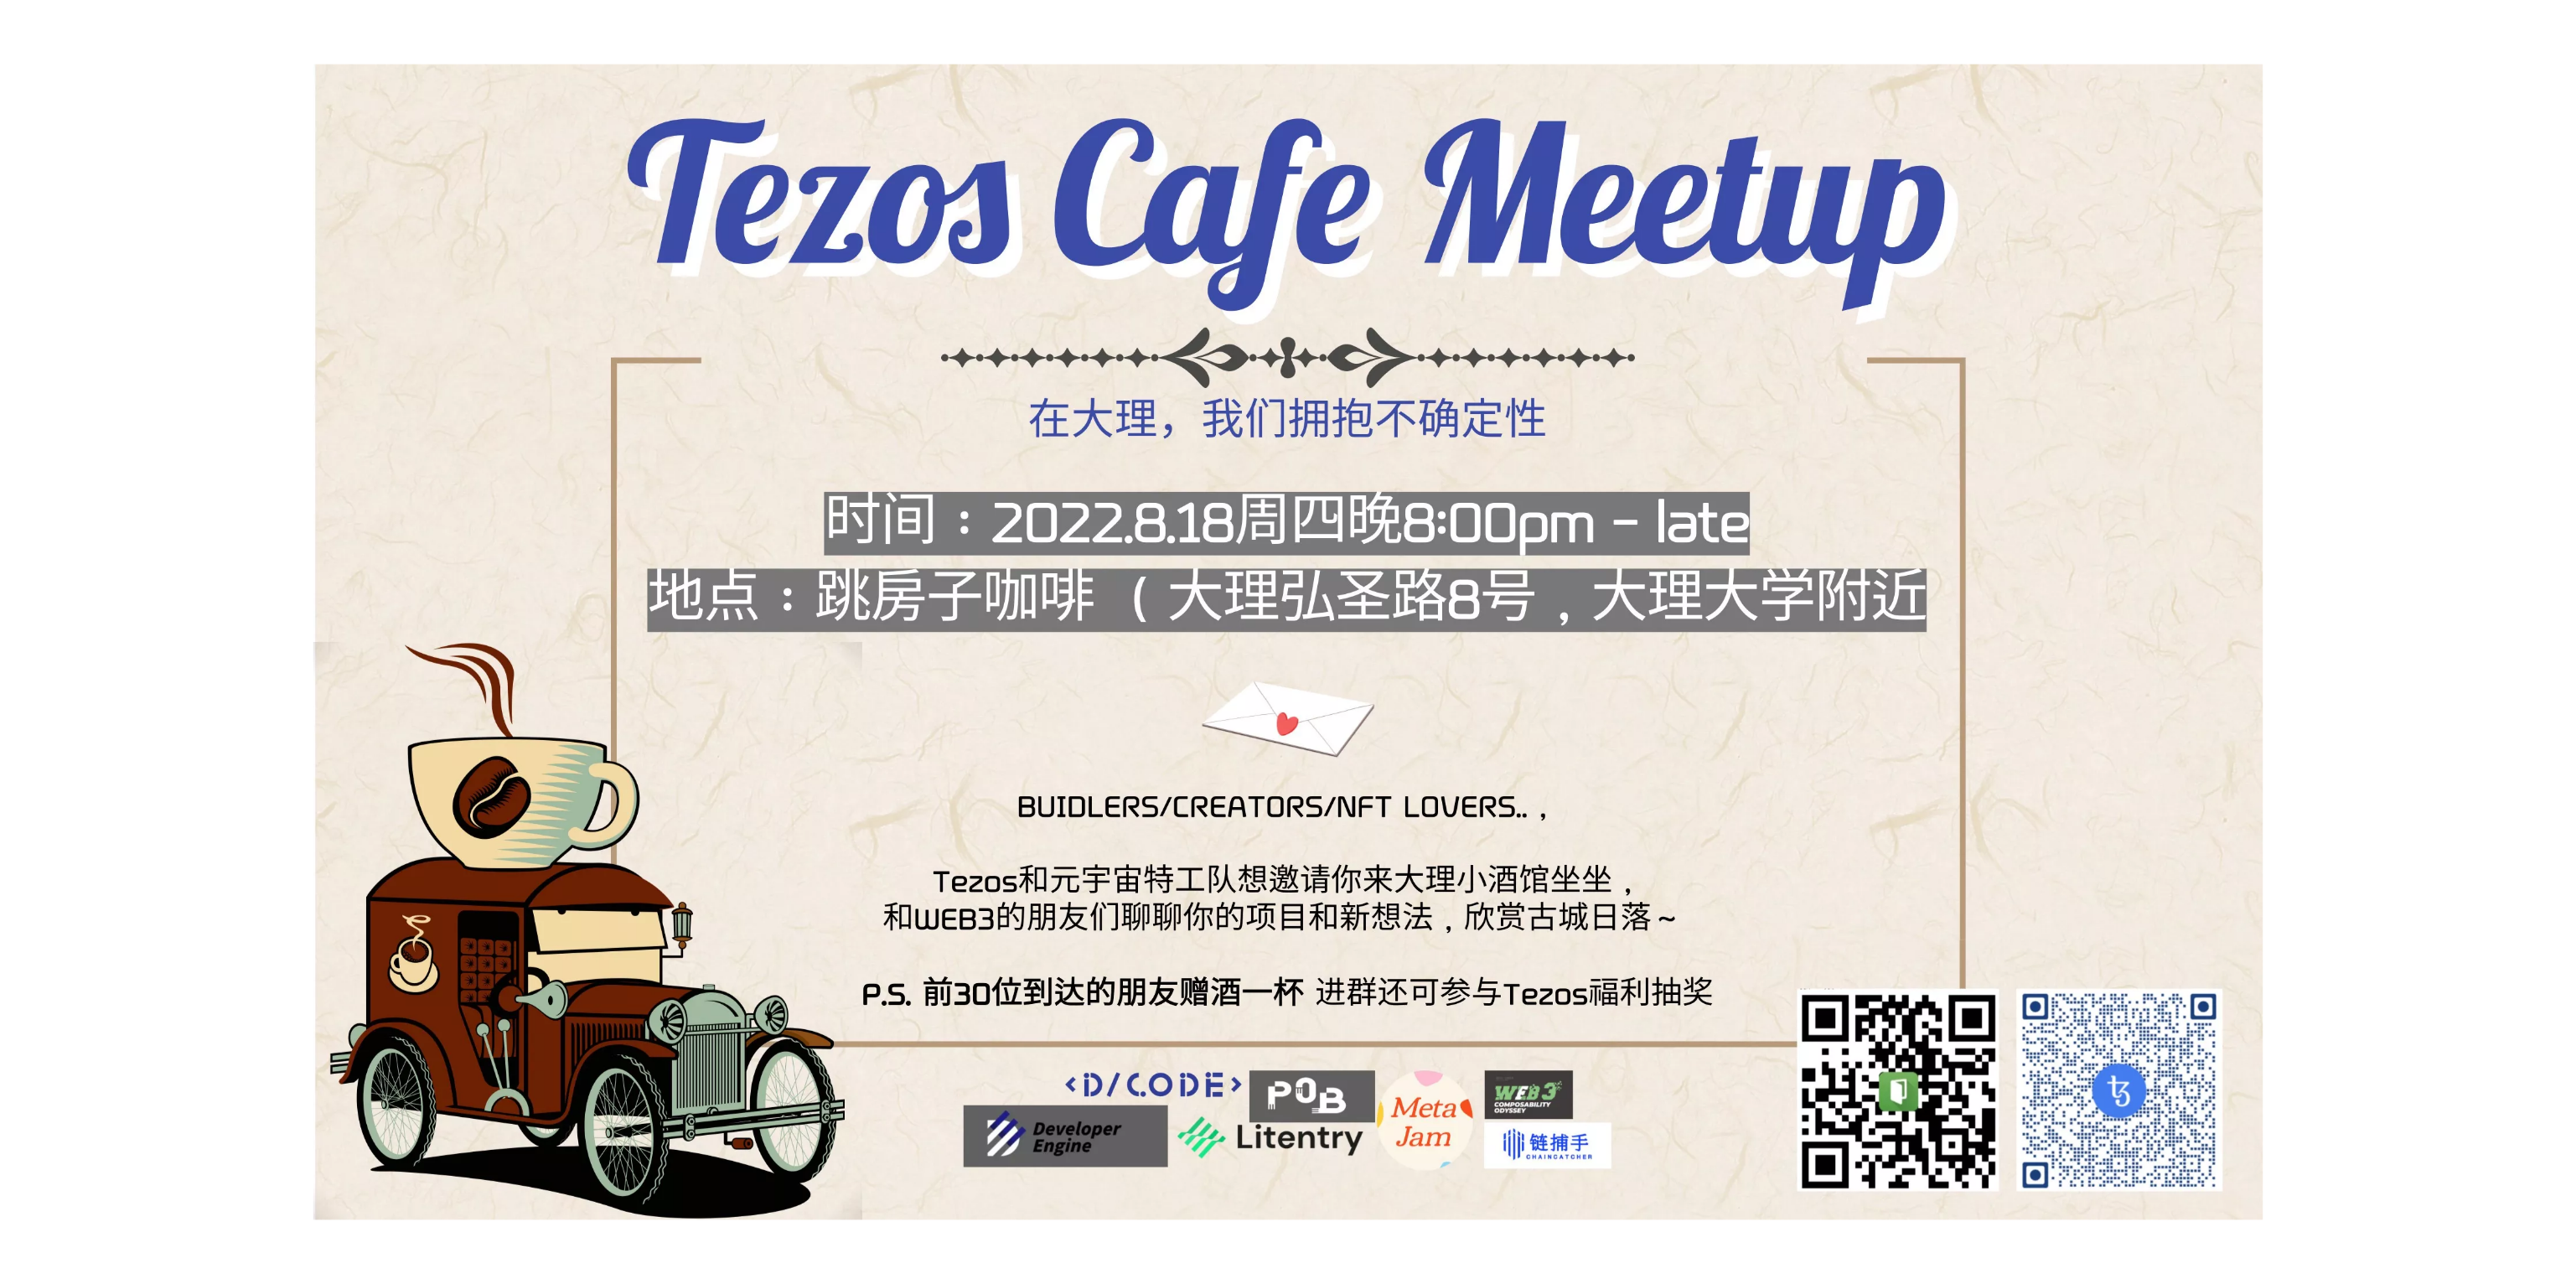 Tezos Cafe Meetup
在大理，我们拥抱不确定性
时间：2022.8.18周四晚8:00pm - late
地点：跳房子咖啡 （大理弘圣路8号，大理大学附近
BUIDLERS/CREATORS/NFT LOVERS.. ,
Tezos和元宇宙特工队想邀请你来大理小酒馆坐坐，
和WEB3的朋友们聊聊你的项目和新想法，欣赏古城日落~
P.S. 前30位到达的朋友赠酒一杯 进群还可参与Tezos福利抽奖
<D/CODE>
POB
Meta
Jam
WEB3
COMPOSABILITY
ODYSSEY
Developer
Engine
Litentry
链捕手
CHAINCATCHER